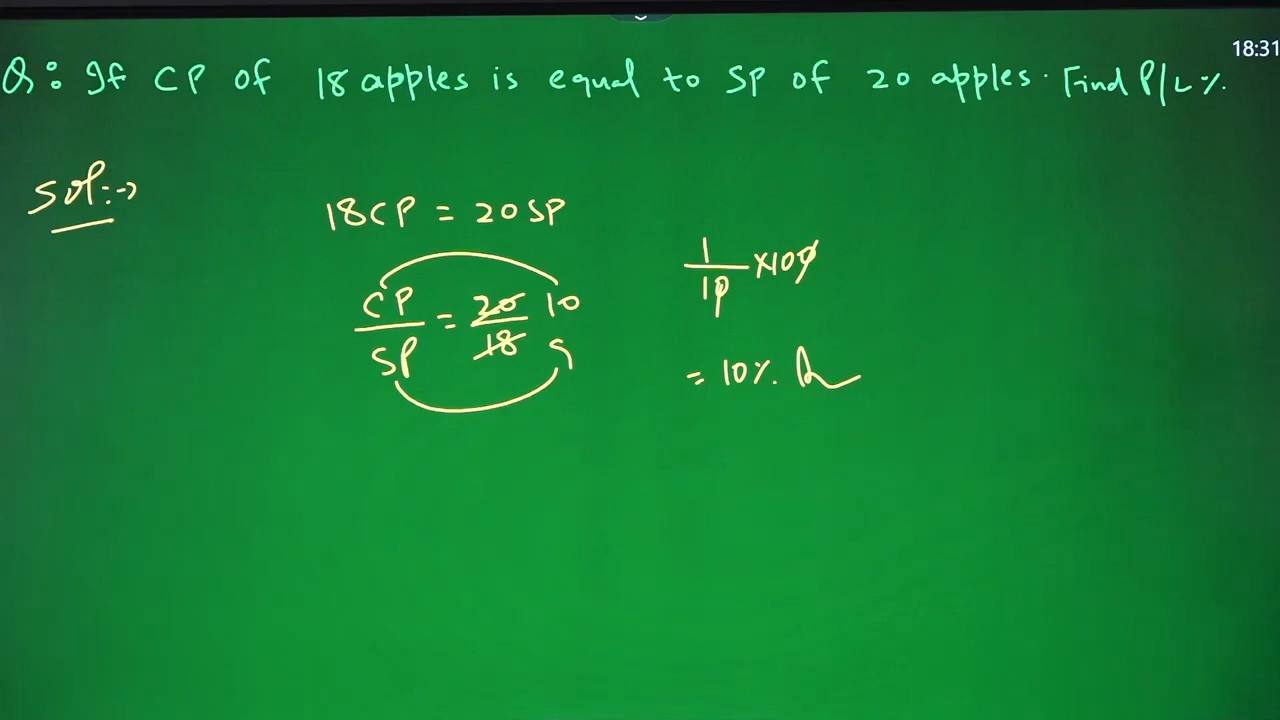 18:31
Q: If CP of 18 apples is equal to SP of 20 apples. Find P/L %.
Sol:→
18CP = 20SP
CP/SP = 20/18 10/9
1/10 ×100
= 10%.